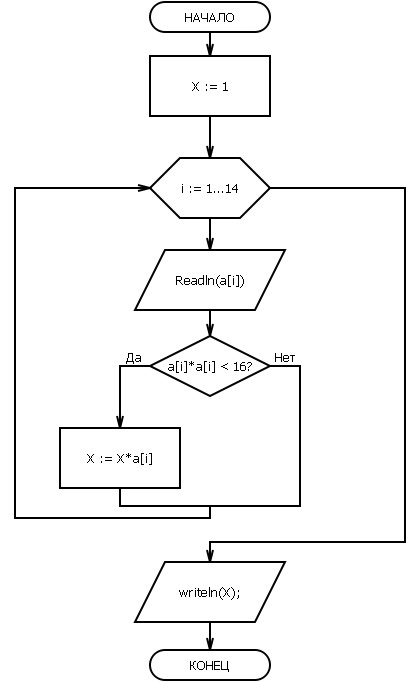 НАЧАЛО
X := 1
i := 1...14
Readln(a[i])
Да
a[i]*a[i] < 16?
Нет
X := X*a[i]
writeln(X);
КОНЕЦ